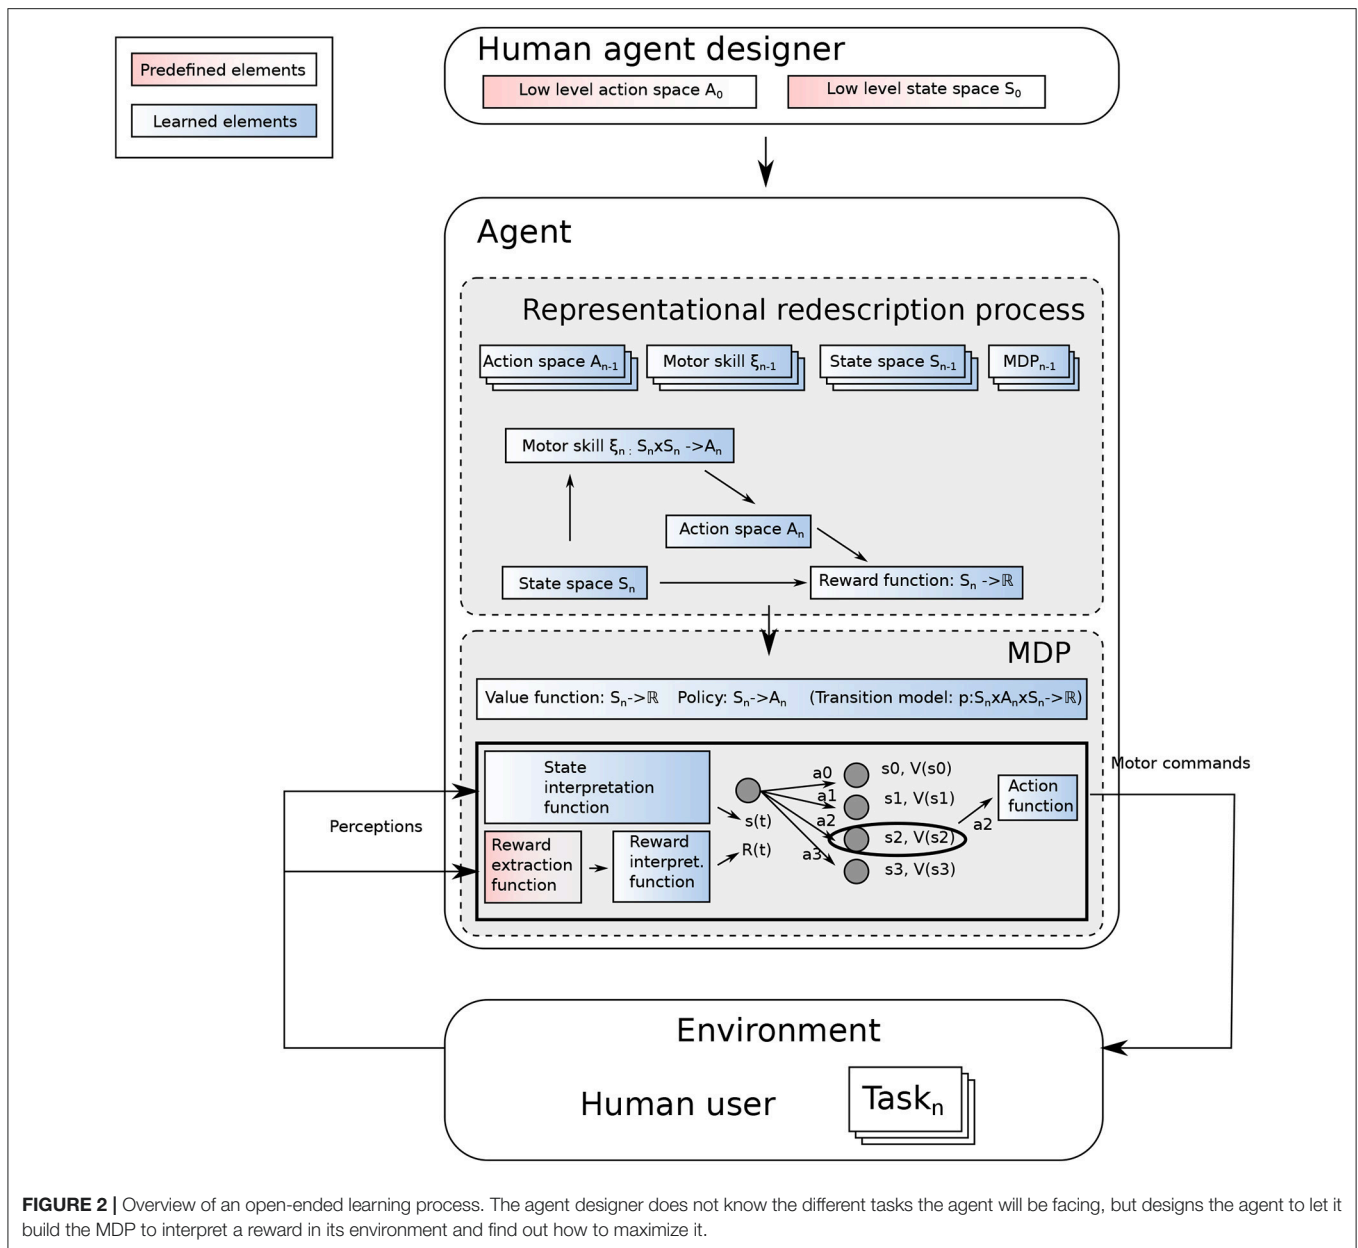 Predefined elements
Learned elements
Human agent designer
Low level action space A₀
Low level state space S₀
Agent
Representational redescription process
Action space Aₙ₋₁
Motor skill ξₙ₋₁
State space Sₙ₋₁
MDPₙ₋₁
Motor skill ξₙ : SₙxSₙ ->Aₙ
Action space Aₙ
State space Sₙ
Reward function: Sₙ ->ℝ
MDP
Value function: Sₙ->ℝ Policy: Sₙ->Aₙ (Transition model: p:SₙxAₙxSₙ->ℝ)
State
interpretation
function
Reward
extraction
function
Reward
interpret.
function
s(t)
R(t)
a0
a1
a2
a3
s0, V(s0)
s1, V(s1)
s2, V(s2)
s3, V(s3)
a2
Action
function
Motor commands
Perceptions
Environment
Human user
Taskₙ
FIGURE 2 | Overview of an open-ended learning process. The agent designer does not know the different tasks the agent will be facing, but designs the agent to let it
build the MDP to interpret a reward in its environment and find out how to maximize it.